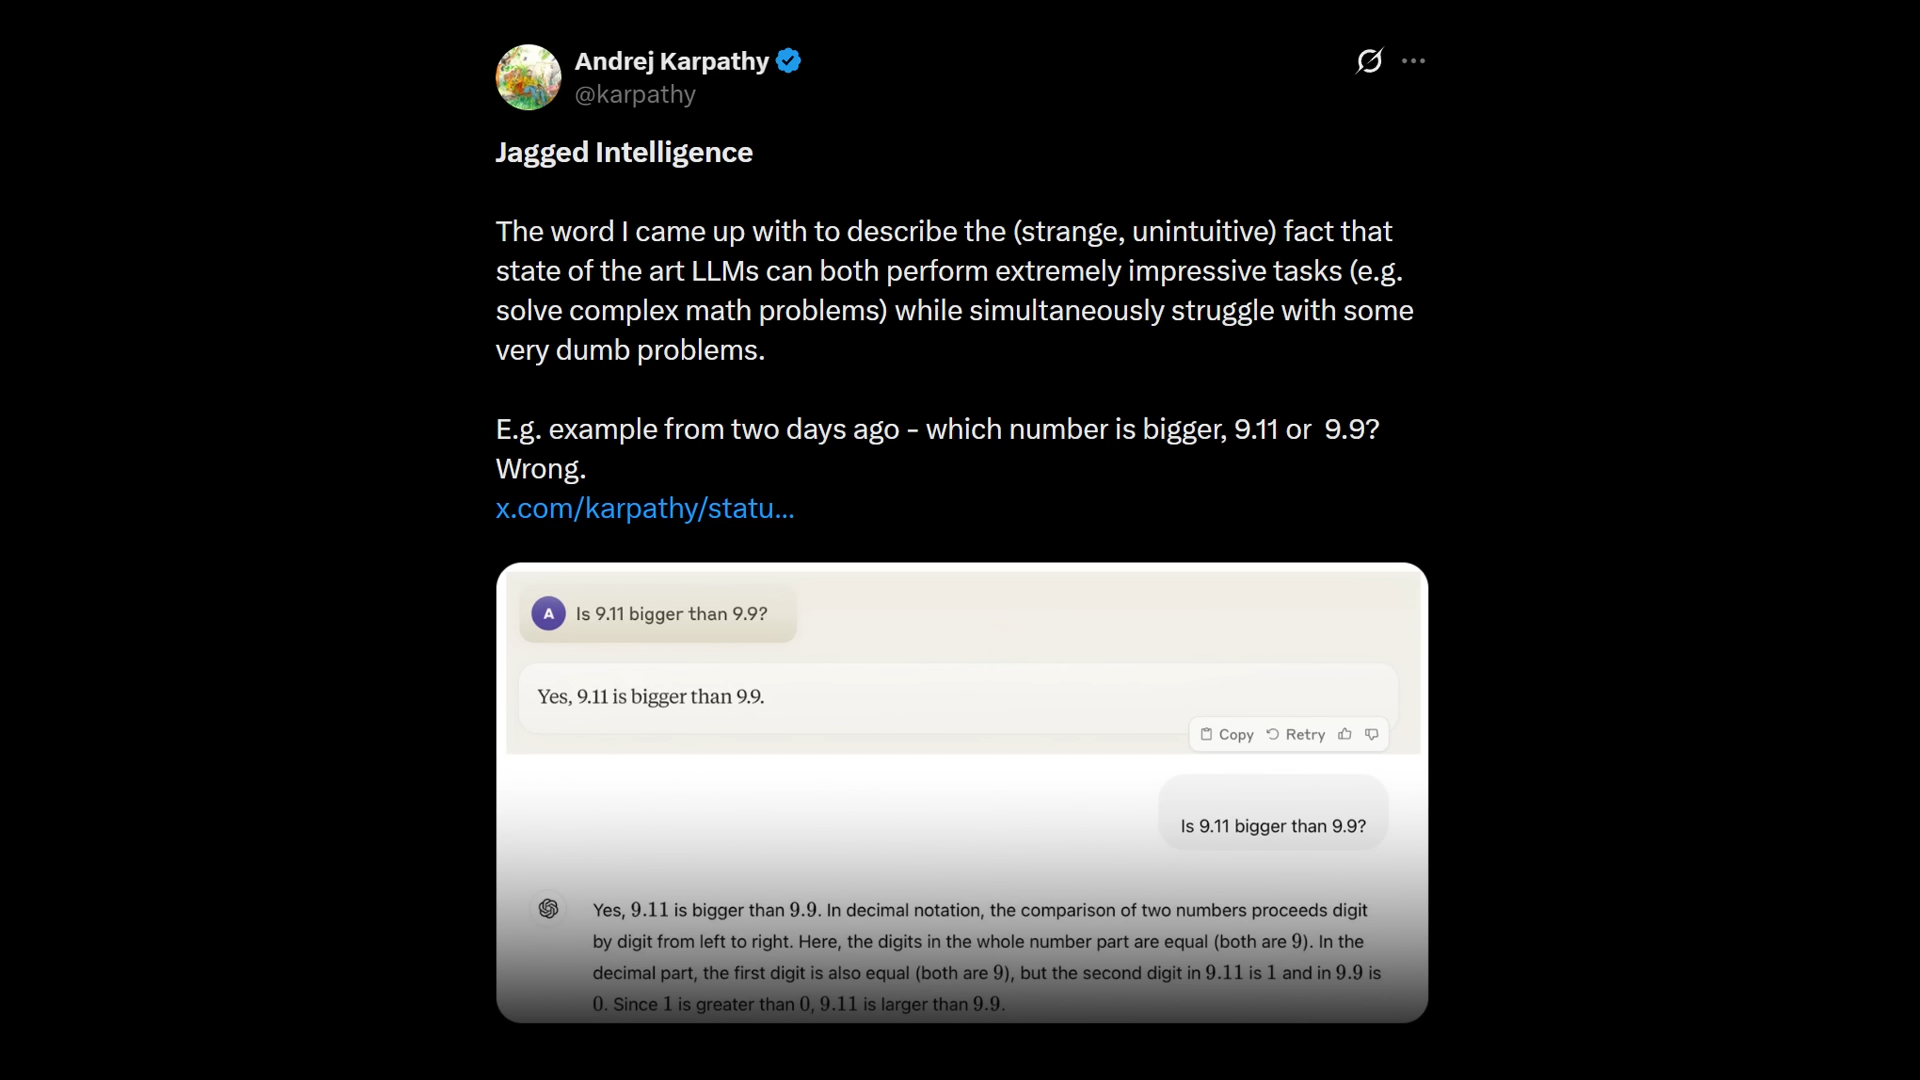 Andrej Karpathy
@karpathy
Jagged Intelligence
The word I came up with to describe the (strange, unintuitive) fact that
state of the art LLMs can both perform extremely impressive tasks (e.g.
solve complex math problems) while simultaneously struggle with some
very dumb problems.
E.g. example from two days ago - which number is bigger, 9.11 or  9.9?
Wrong.
x.com/karpathy/statu...
A Is 9.11 bigger than 9.9?
Yes, 9.11 is bigger than 9.9.
Copy Retry
Is 9.11 bigger than 9.9?
Yes, 9.11 is bigger than 9.9. In decimal notation, the comparison of two numbers proceeds digit
by digit from left to right. Here, the digits in the whole number part are equal (both are 9). In the
decimal part, the first digit is also equal (both are 9), but the second digit in 9.11 is 1 and in 9.9 is
0. Since 1 is greater than 0, 9.11 is larger than 9.9.